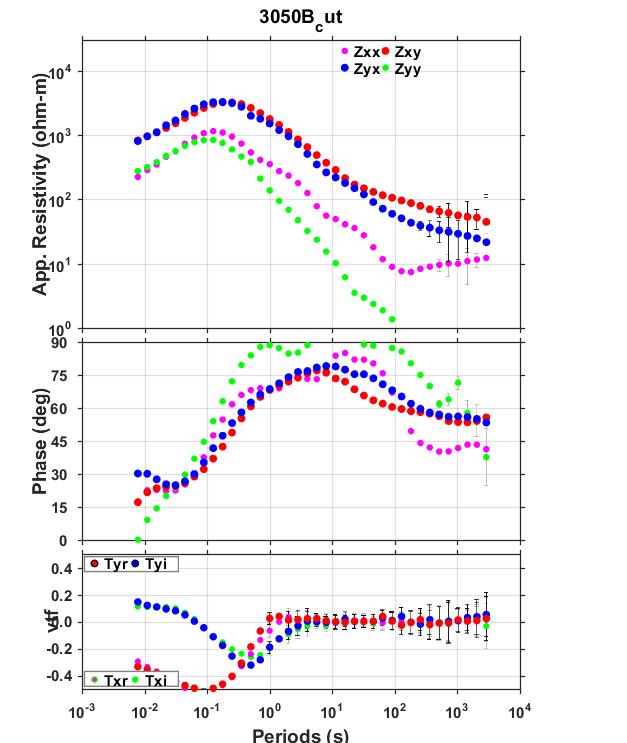 3050B_cut
Zxx Zxy
Zyx Zyy
App. Resistivity (ohm-m)
10^4
10^3
10^2
10^1
10^0
Phase (deg)
90
75
60
45
30
15
0
Tyr Tyi
vtf
0.4
0.2
0.0
-0.2
-0.4
Txr Txi
10^-3 10^-2 10^-1 10^0 10^1 10^2 10^3 10^4
Periods (s)